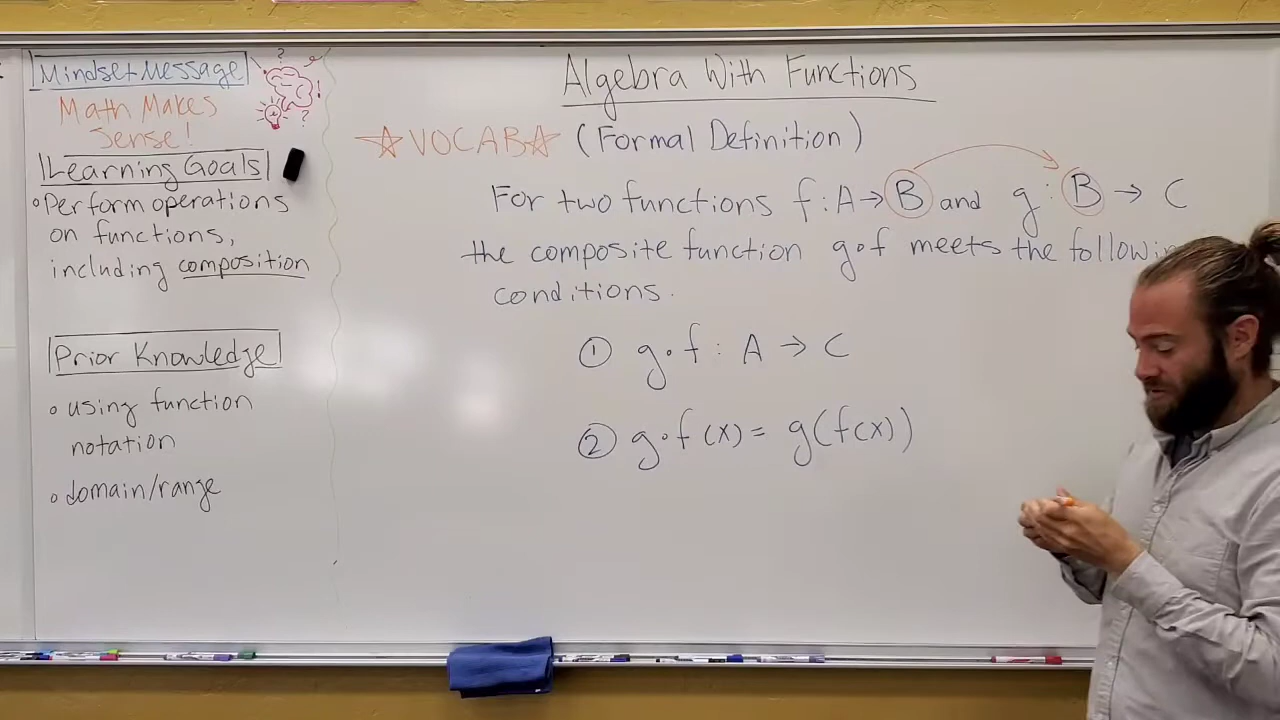 Mindset Message
Math Makes
Sense!
Learning Goals
• Perform operations
on functions,
including composition
Prior Knowledge
• using function
notation
• domain/range
Algebra With Functions
☆VOCAB☆ (Formal Definition)
For two functions f : A → B and g : B → C
the composite function g∘f meets the
conditions.
① g∘f : A → C
② g∘f(x) = g(f(x))